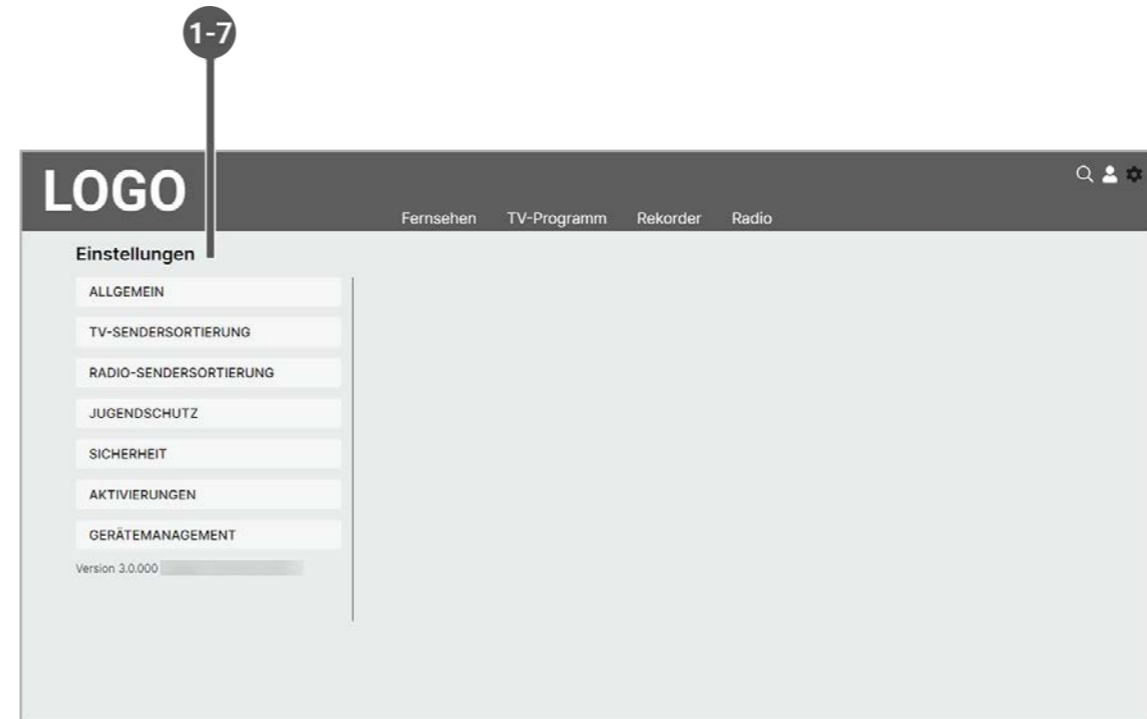 1-7
LOGO
Fernsehen TV-Programm Rekorder Radio
Einstellungen
ALLGEMEIN
TV-SENDERSORTIERUNG
RADIO-SENDERSORTIERUNG
JUGENDSCHUTZ
SICHERHEIT
AKTIVIERUNGEN
GERÄTEMANAGEMENT
Version 3.0.000